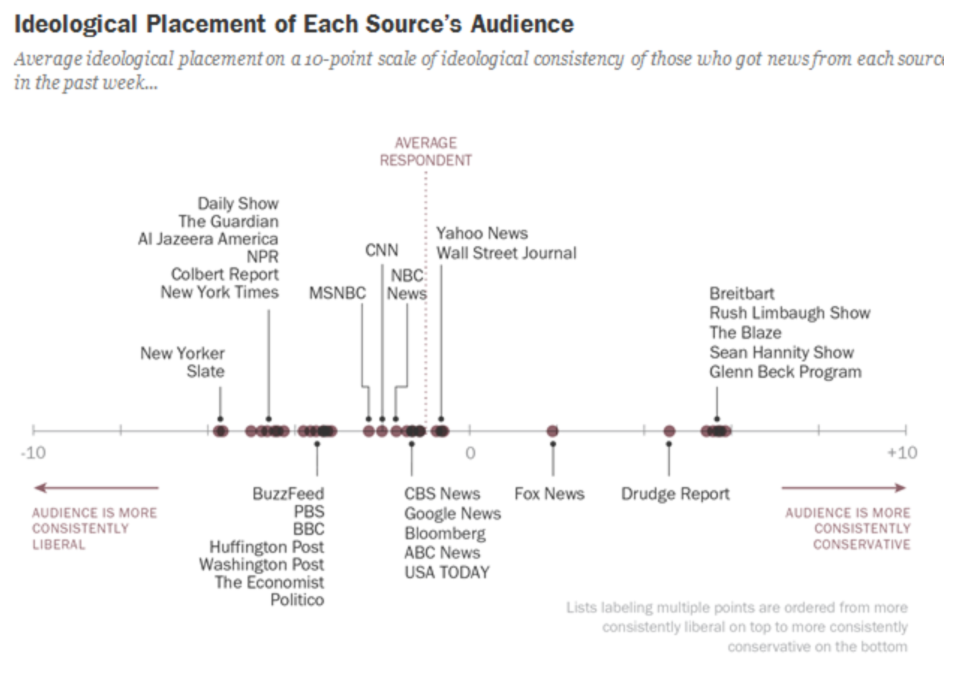 Ideological Placement of Each Source's Audience
Average ideological placement on a 10-point scale of ideological consistency of those who got news from each source
in the past week...
AVERAGE
RESPONDENT
Daily Show
The Guardian
Al Jazeera America
NPR
Colbert Report
New York Times
New Yorker
Slate
MSNBC
CNN
NBC
News
Yahoo News
Wall Street Journal
Breitbart
Rush Limbaugh Show
The Blaze
Sean Hannity Show
Glenn Beck Program
-10
0
+10
AUDIENCE IS MORE
CONSISTENTLY
LIBERAL
BuzzFeed
PBS
BBC
Huffington Post
Washington Post
The Economist
Politico
CBS News
Google News
Bloomberg
ABC News
USA TODAY
Fox News
Drudge Report
AUDIENCE IS MORE
CONSISTENTLY
CONSERVATIVE
Lists labeling multiple points are ordered from more
consistently liberal on top to more consistently
conservative on the bottom